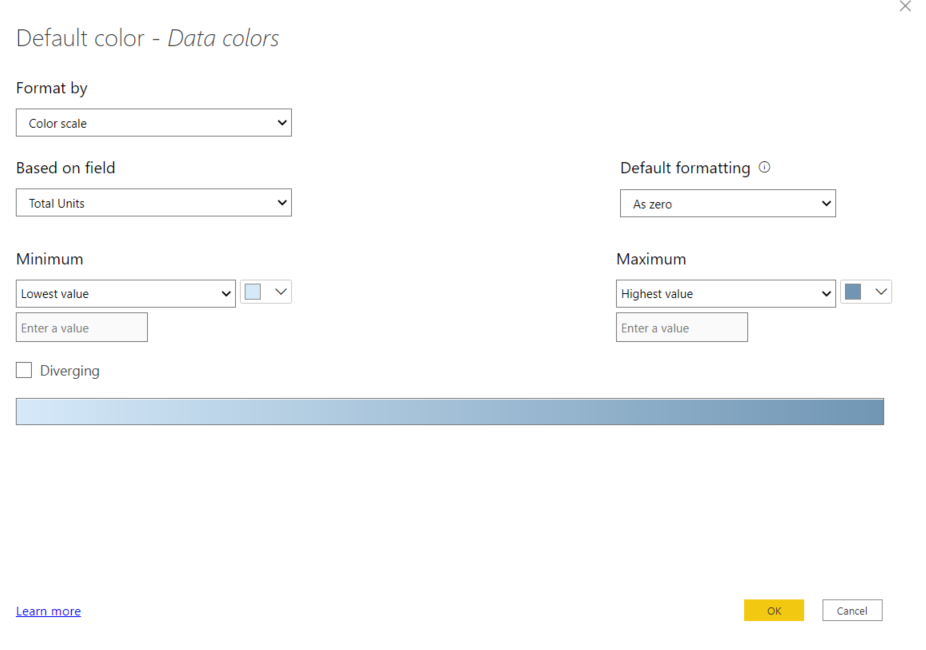 Default color - Data colors
Format by
Color scale
Based on field
Default formatting
Total Units
As zero
Minimum
Maximum
Lowest value
Highest value
Enter a value
Enter a value
Diverging
Learn more
OK
Cancel